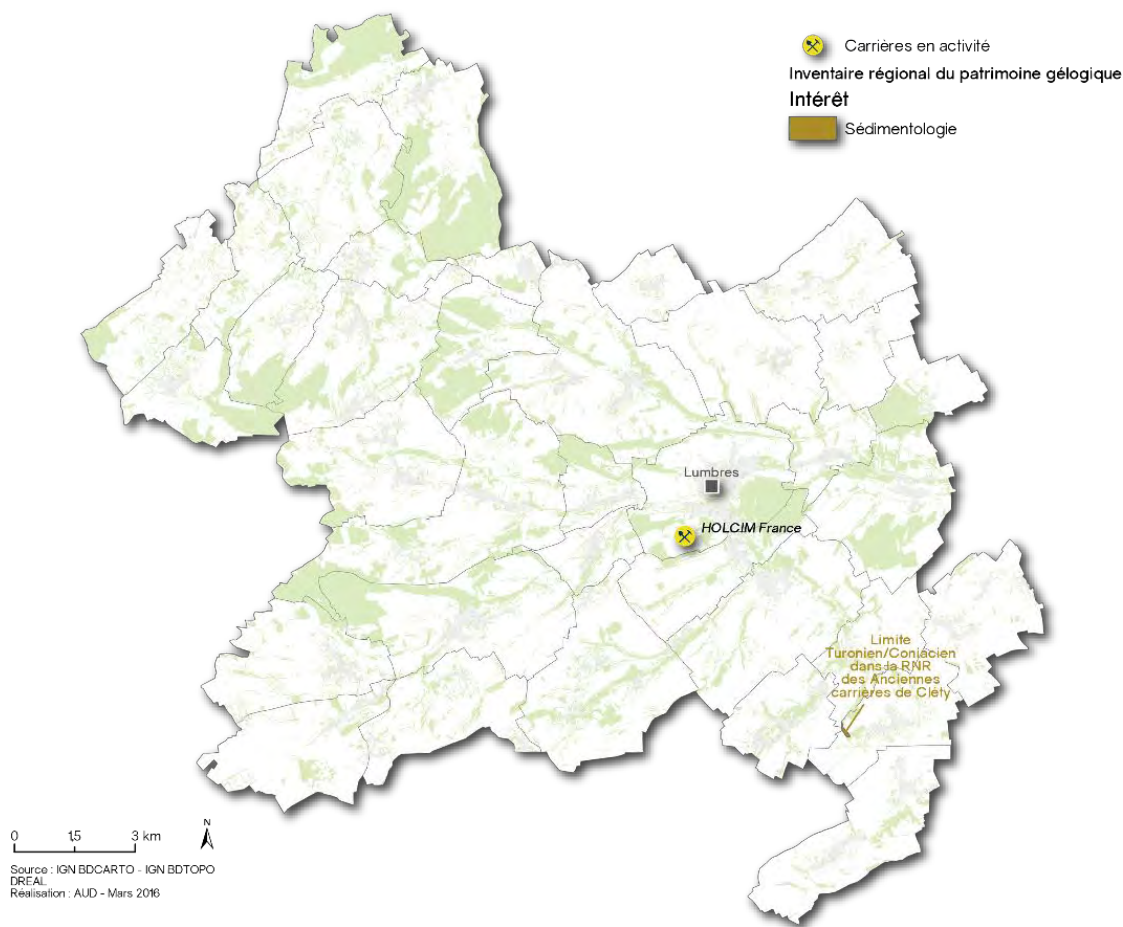 Carrières en activité
Inventaire régional du patrimoine gélogique
Intérêt
Sédimentologie
Lumbres
HOLCIM France
Limite
Turonien/Coniacien
dans la RNR
des Anciennes
carrières de Cléty
0 1,5 3 km
N
Source : IGN BDCARTO - IGN BDTOPO
DREAL
Réalisation : AUD - Mars 2016